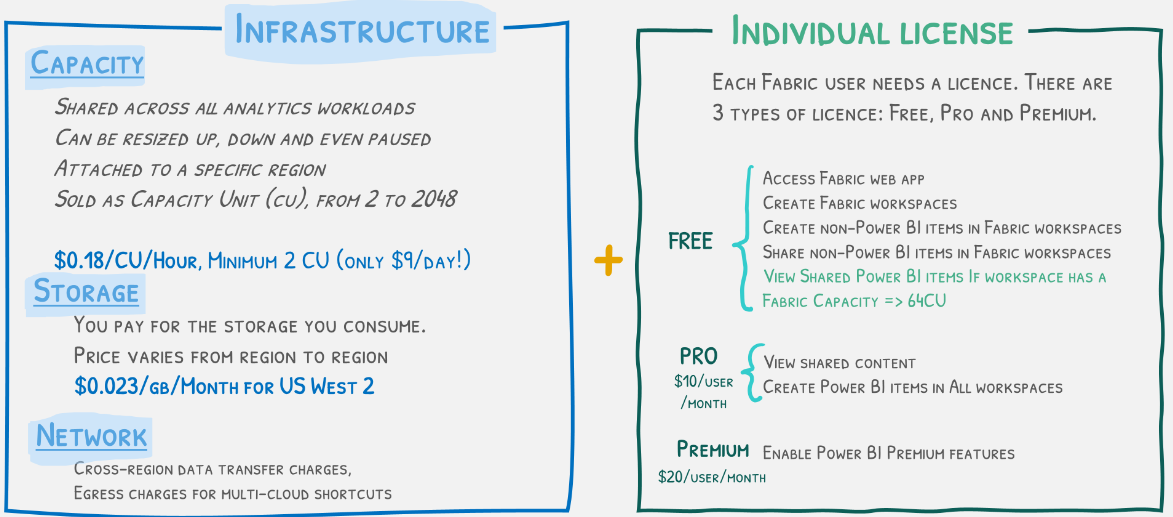 Infrastructure
Capacity
Shared across all analytics workloads
Can be resized up, down and even paused
Attached to a specific region
Sold as Capacity Unit (cu), from 2 to 2048
$0.18/CU/Hour, Minimum 2 CU (only $9/day!)
Storage
You pay for the storage you consume.
Price varies from region to region
$0.023/gb/Month for US West 2
Network
Cross-region data transfer charges,
Egress charges for multi-cloud shortcuts
+
Individual license
Each Fabric user needs a licence. There are
3 types of licence: Free, Pro and Premium.
FREE
Access Fabric web app
Create Fabric workspaces
Create non-Power BI items in Fabric workspaces
Share non-Power BI items in Fabric workspaces
View Shared Power BI items If workspace has a
Fabric Capacity => 64CU
PRO
$10/user
/month
View shared content
Create Power BI items in All workspaces
Premium
$20/user/month
Enable Power BI Premium features